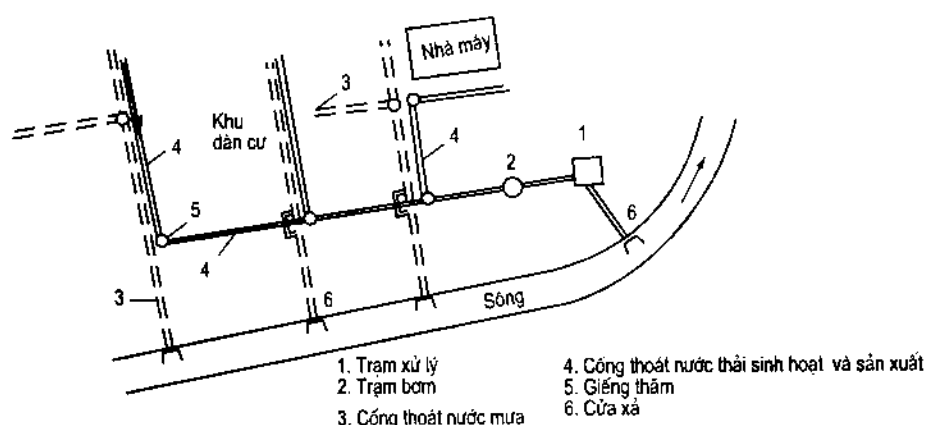 Nhà máy
3
Khu
dân cư
4
4
1
2
5
6
4
3
6
Sông
1. Trạm xử lý
2. Trạm bơm
3. Cống thoát nước mưa
4. Cống thoát nước thải sinh hoạt và sản xuất
5. Giếng thăm
6. Cửa xả